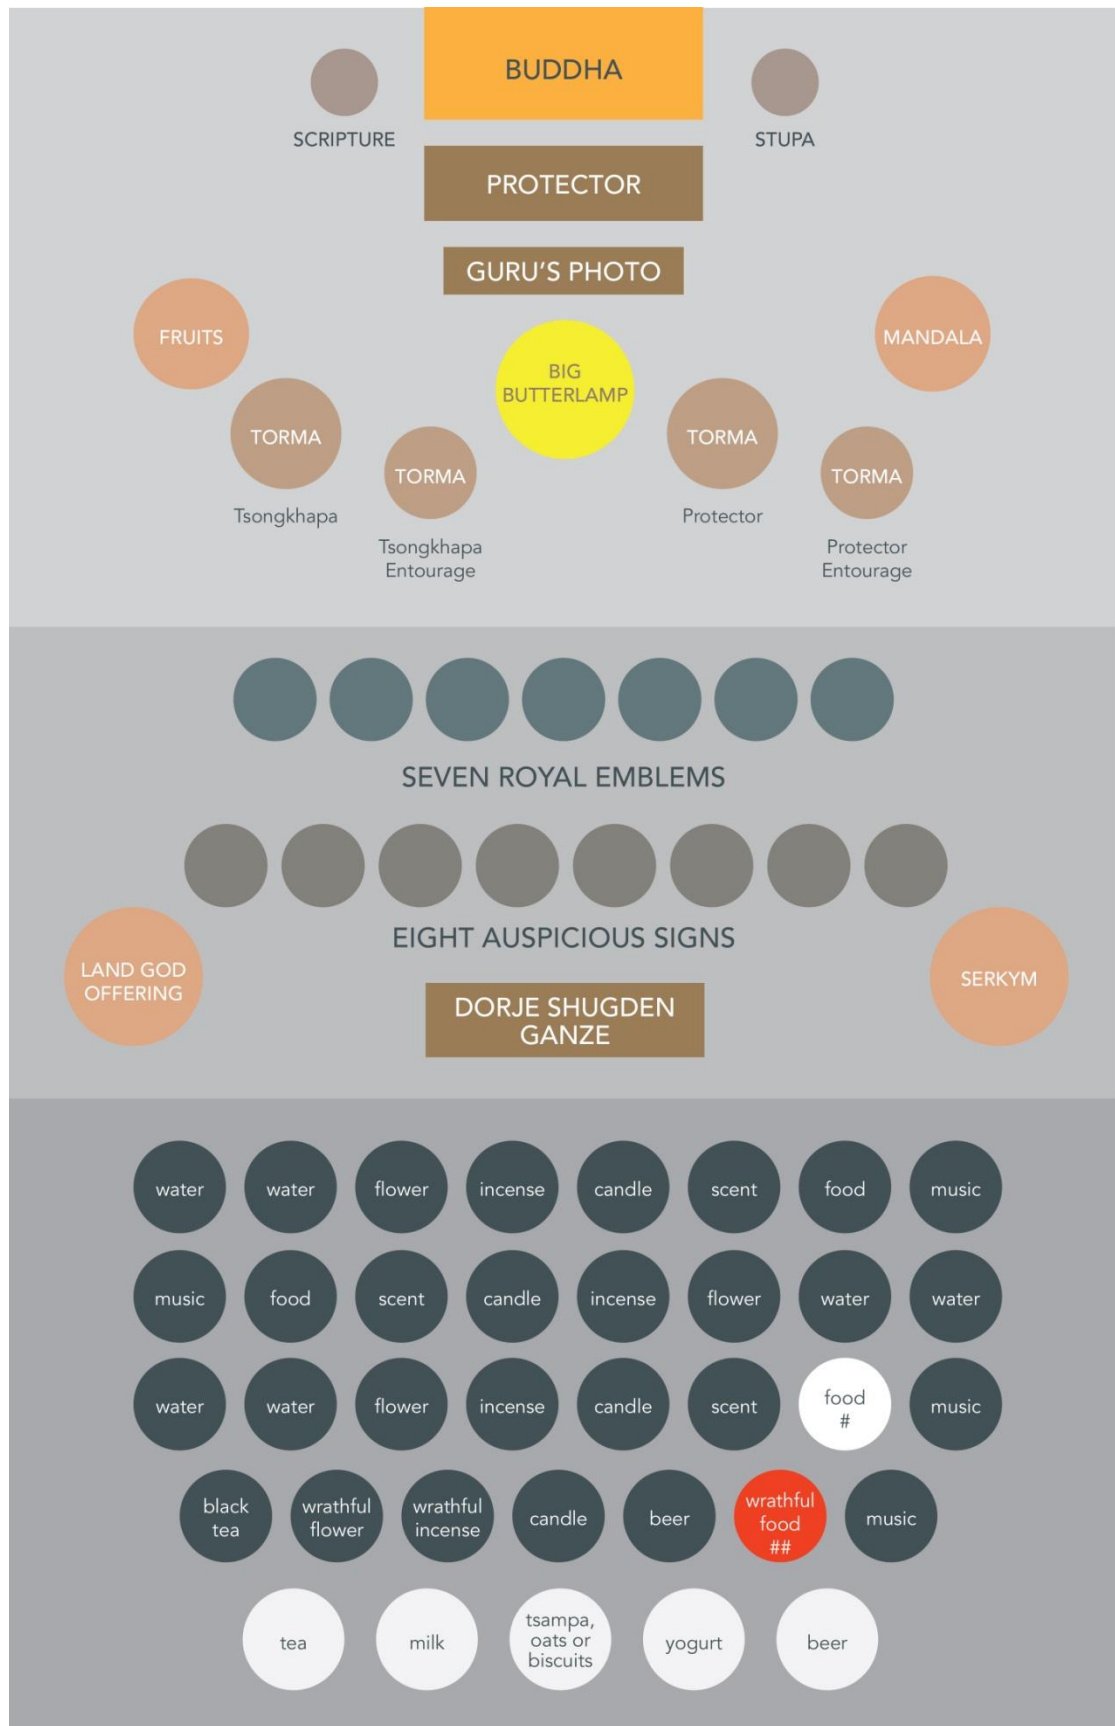 BUDDHA
SCRIPTURE
STUPA
PROTECTOR
GURU'S PHOTO
FRUITS
MANDALA
BIG
BUTTERLAMP
TORMA
TORMA
TORMA
TORMA
Tsongkhapa
Tsongkhapa
Entourage
Protector
Protector
Entourage
SEVEN ROYAL EMBLEMS
EIGHT AUSPICIOUS SIGNS
LAND GOD
OFFERING
SERKYM
DORJE SHUGDEN
GANZE
water water flower incense candle scent food music
music food scent candle incense flower water water
water water flower incense candle scent food
#
music
black
tea
wrathful
flower
wrathful
incense
candle
beer
wrathful
food
##
music
tea
milk
tsampa,
oats or
biscuits
yogurt
beer